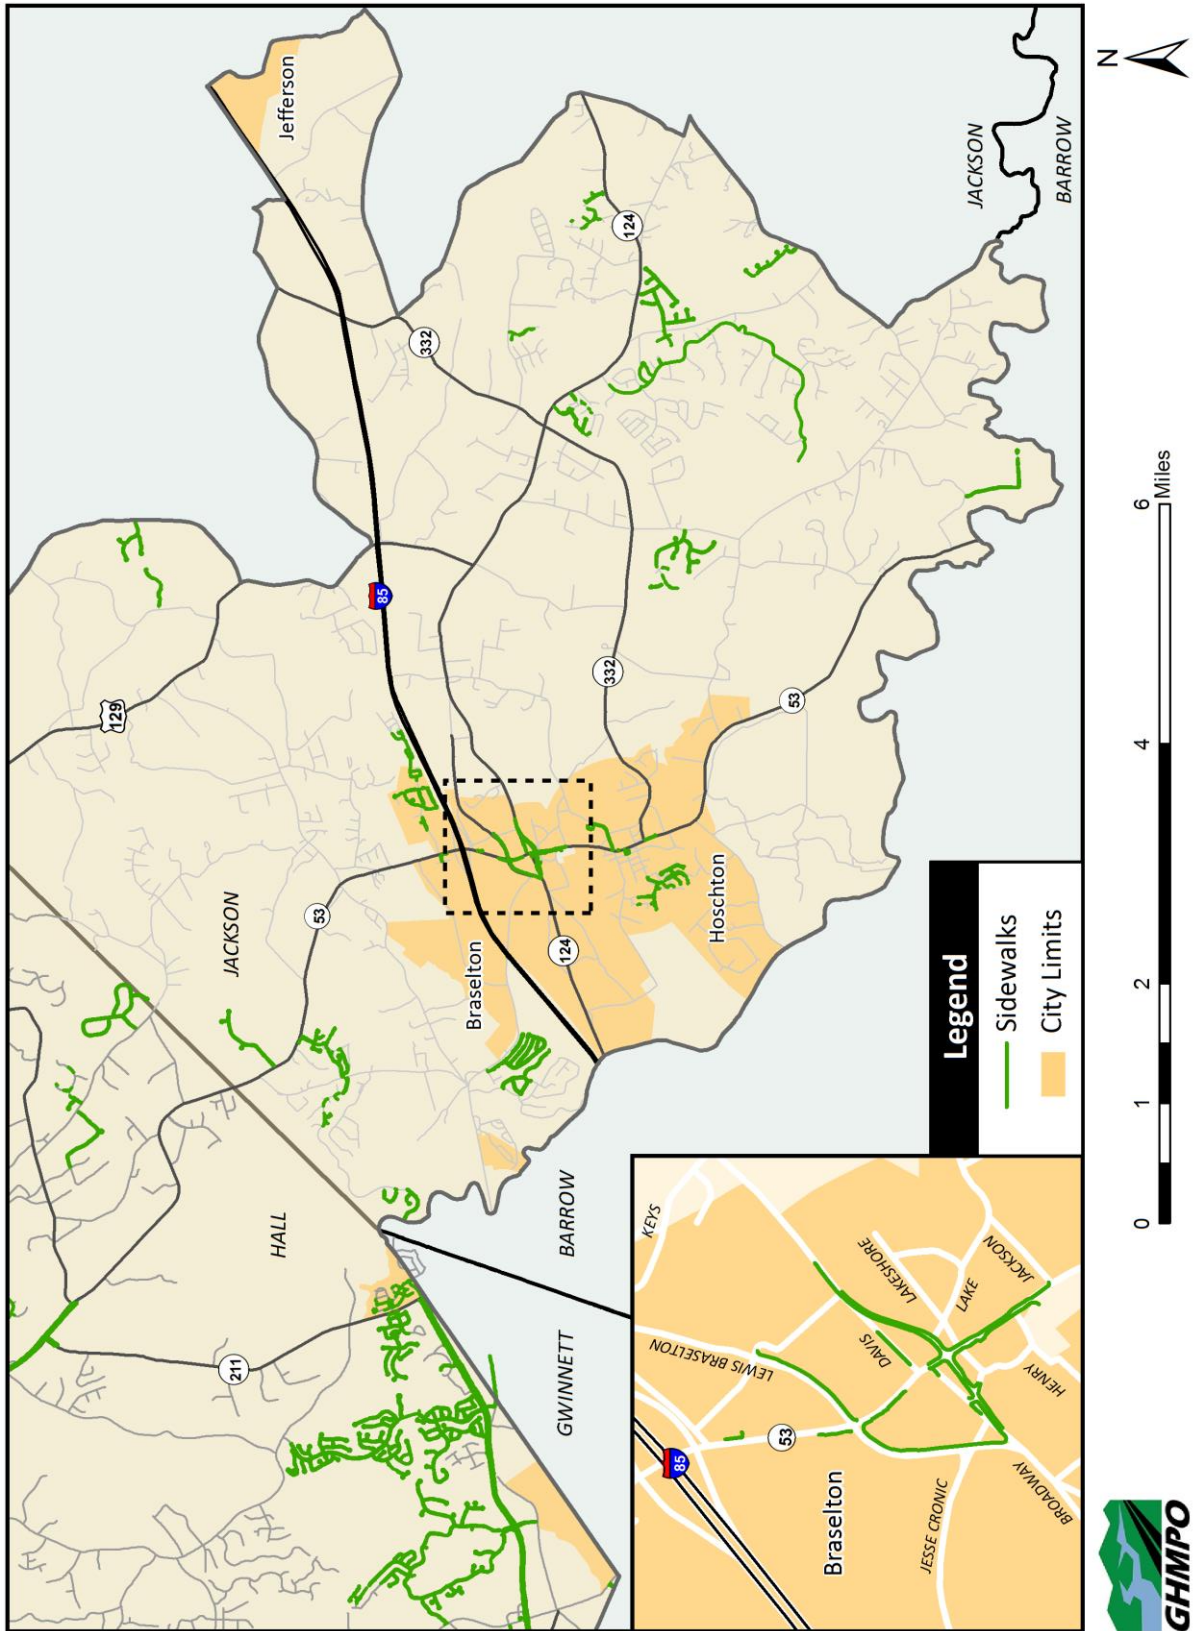 Jefferson
JACKSON
BARROW
N
124
332
85
129
332
53
53
JACKSON
Braselton
124
Hoschton
HALL
211
BARROW
GWINNETT
Legend
Sidewalks
City Limits
KEYS
LAKESHORE
LAKE
JACKSON
LEWIS BRASELTON
DAVIS
HENRY
53
85
Braselton
JESSE CRONIC
BROADWAY
0
1
2
4
6
Miles
GHMPO